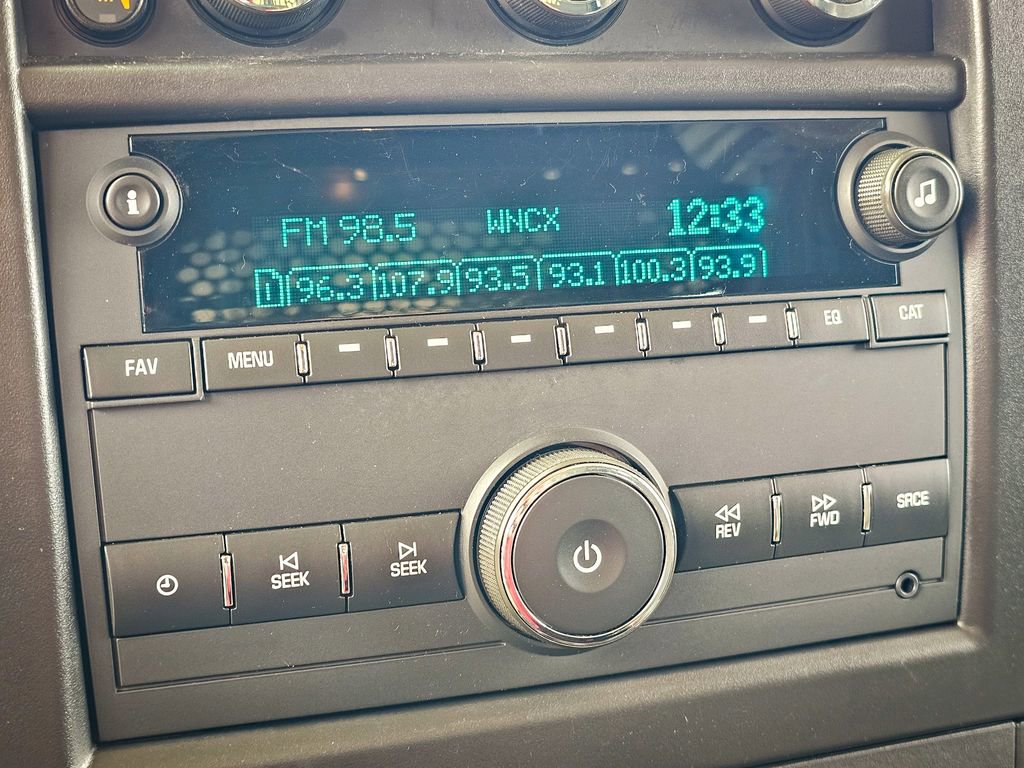 i
FM 98.5 WNCX 12:33
1 96.3 107.9 93.5 93.1 100.3 93.9
FAV MENU EQ CAT
SEEK SEEK REV FWD SRCE